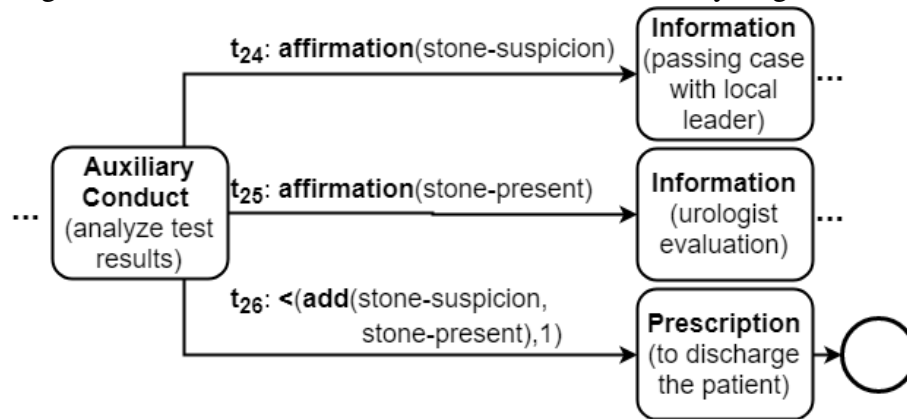 t24: affirmation(stone-suspicion)
Information
(passing case
with local
leader)
...
...
Auxiliary
Conduct
(analyze test
results)
t25: affirmation(stone-present)
Information
(urologist
evaluation)
...
t26: <(add(stone-suspicion,
stone-present),1)
Prescription
(to discharge
the patient)